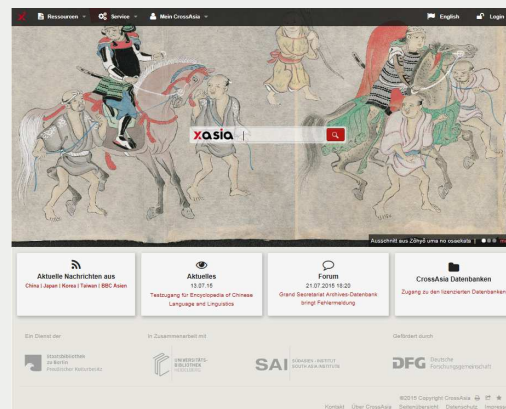 Ressourcen
Service
Mein CrossAsia
English
Login
xasia
Ausschnitt aus Zōhyō uma no osaekata |
Aktuelle Nachrichten aus
China | Japan | Korea | Taiwan | BBC Asien
Aktuelles
13.07.15
Testzugang für Encyclopedia of Chinese
Language and Linguistics
Forum
21.07.2015 18:20
Grand Secretariat Archives-Datenbank
bringt Fehlermeldung
CrossAsia Datenbanken
Zugang zu den lizenzierten Datenbanken
Ein Dienst der
In Zusammenarbeit mit
Gefördert durch
Staatsbibliothek
zu Berlin
Preußischer Kulturbesitz
UNIVERSITÄTS-
BIBLIOTHEK
HEIDELBERG
SAI
SÜDASIEN-INSTITUT
SOUTH ASIA INSTITUTE
DFG
Deutsche
Forschungsgemeinschaft
©2015 Copyright CrossAsia
Kontakt
Über CrossAsia
Seitenübersicht
Datenschutz